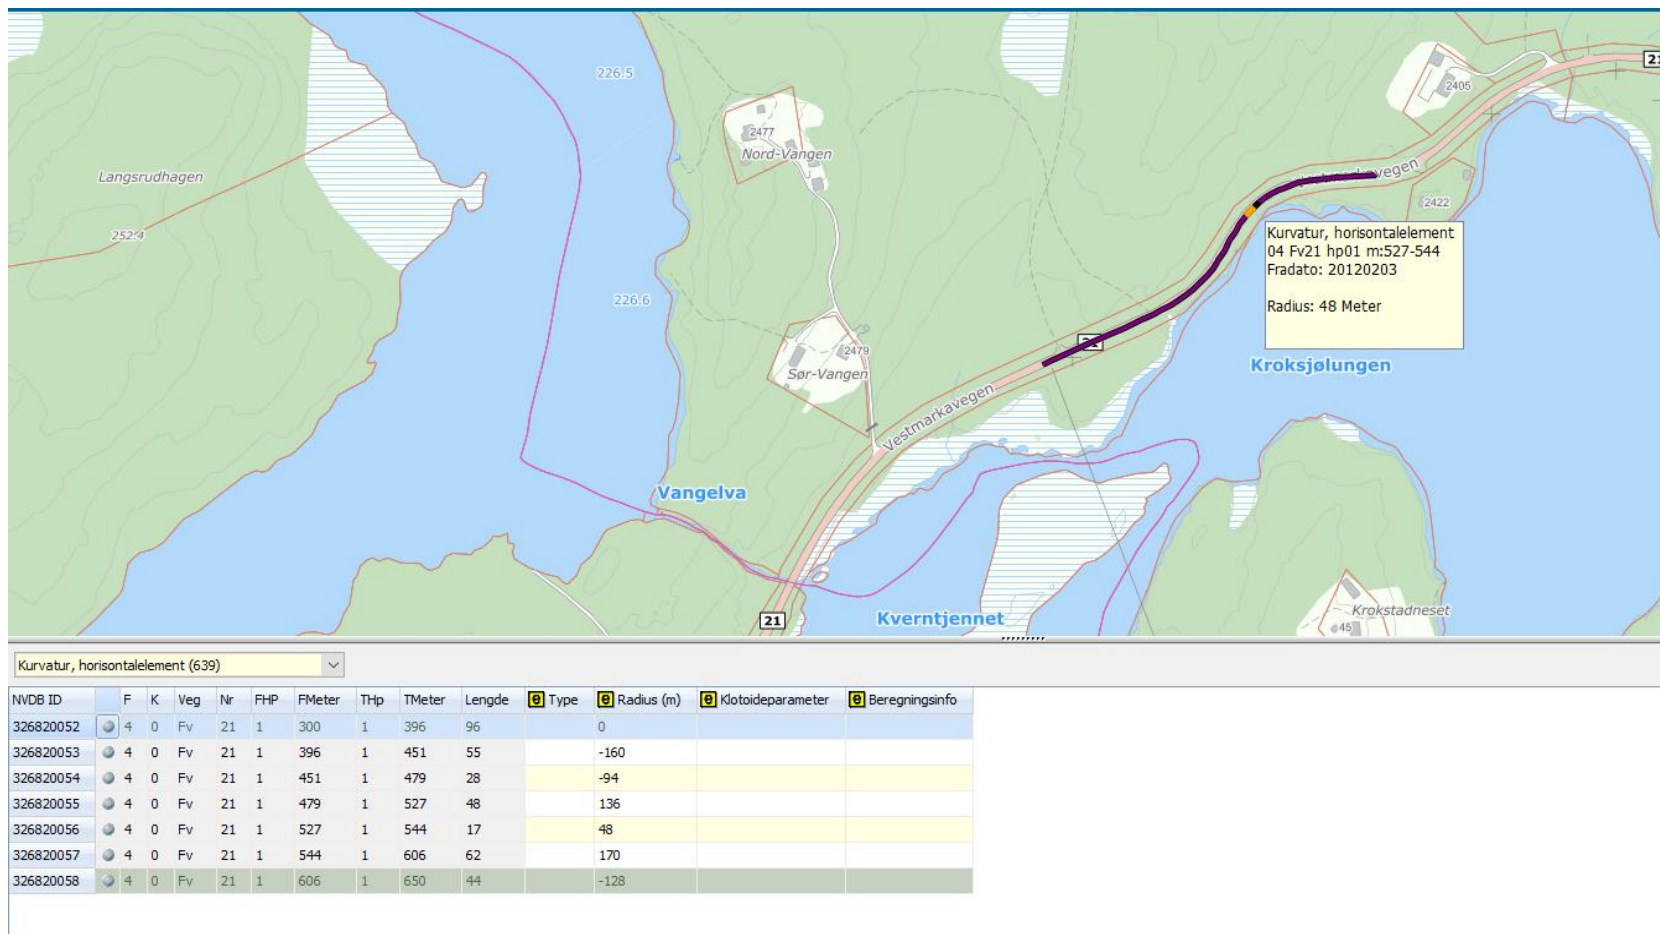 226.5
21
2405
2477
Nord-Vangen
Langsrudhagen
Vestmarkavegen
2422
252.4
Kurvatur, horisontalelement
04 Fv21 hp01 m:527-544
Fradato: 20120203
Radius: 48 Meter
226.6
21
2479
Sør-Vangen
Kroksjølungen
Vestmarkavegen
Vangelva
Krokstadneset
21
Kverntjennet
45
Kurvatur, horisontalelement (639)
NVDB ID F K Veg Nr FHP FMeter THp TMeter Lengde Type Radius (m) Klotoideparameter Beregningsinfo
326820052 4 0 Fv 21 1 300 1 396 96 0
326820053 4 0 Fv 21 1 396 1 451 55 -160
326820054 4 0 Fv 21 1 451 1 479 28 -94
326820055 4 0 Fv 21 1 479 1 527 48 136
326820056 4 0 Fv 21 1 527 1 544 17 48
326820057 4 0 Fv 21 1 544 1 606 62 170
326820058 4 0 Fv 21 1 606 1 650 44 -128